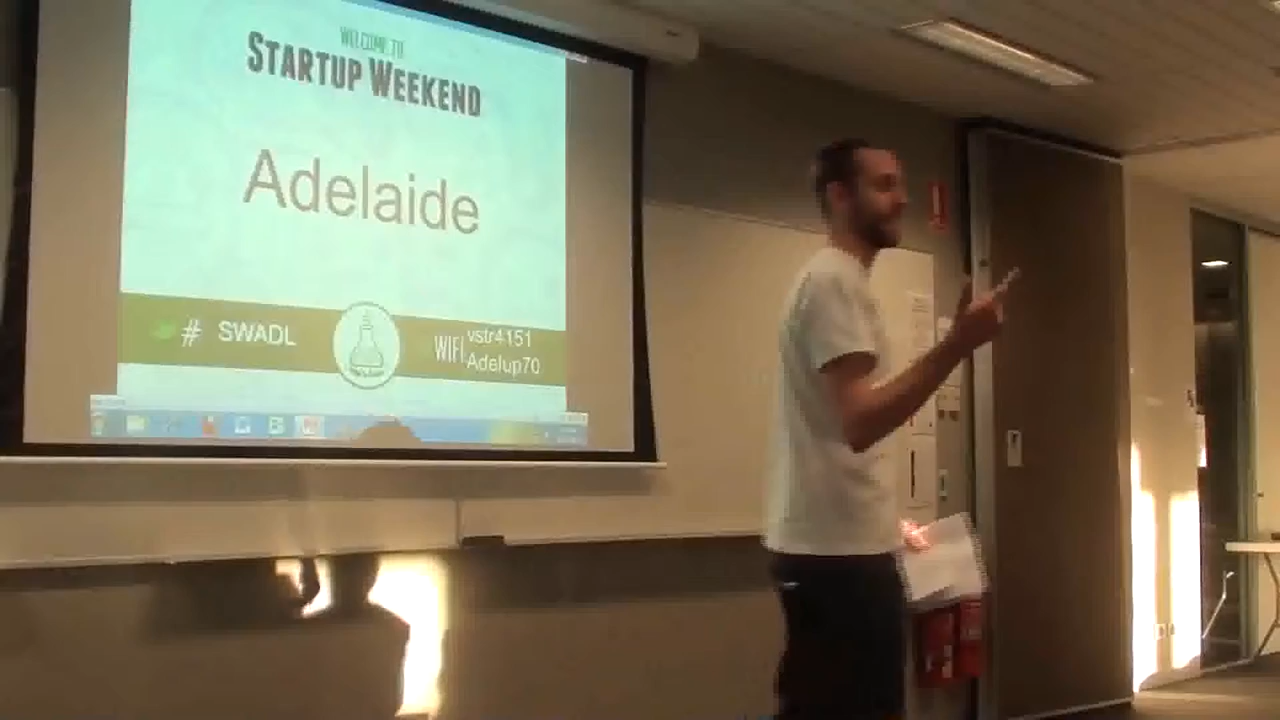 WELCOME TO
STARTUP WEEKEND
Adelaide
# SWADL
WIFI vstr4151
Adelup70